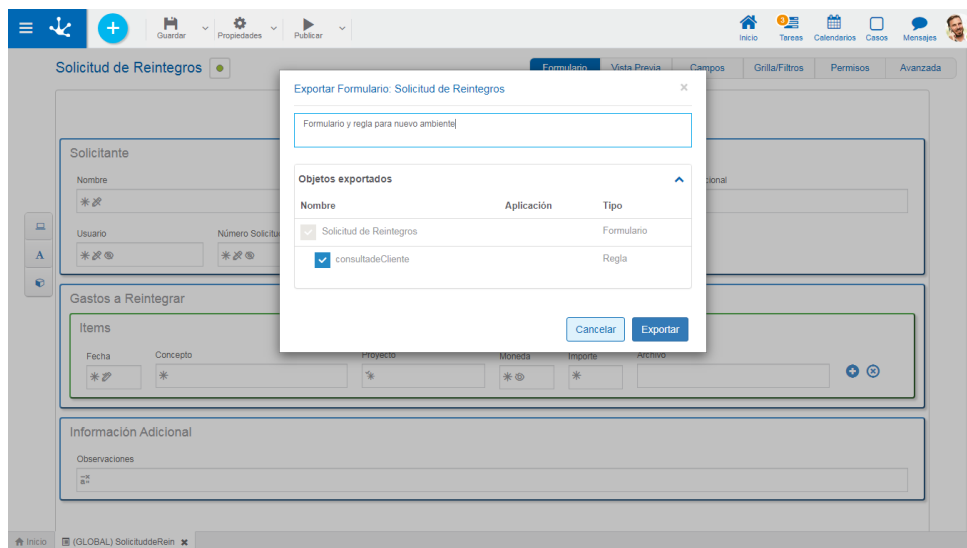 Guardar
Propiedades
Publicar
Inicio
3
Tareas
Calendarios
Casos
Mensajes
Solicitud de Reintegros
Formulario
Vista Previa
Campos
Grilla/Filtros
Permisos
Avanzada
Exportar Formulario: Solicitud de Reintegros
×
Formulario y regla para nuevo ambiente
Objetos exportados
Nombre Aplicación Tipo
Solicitud de Reintegros Formulario
consultadeCliente Regla
Cancelar
Exportar
Solicitante
Nombre
cional
Usuario
Número Solicitu
A
Gastos a Reintegrar
Items
Fecha
Concepto
Proyecto
Moneda
Importe
Archivo
Información Adicional
Observaciones
Inicio
(GLOBAL) SolicituddeRein